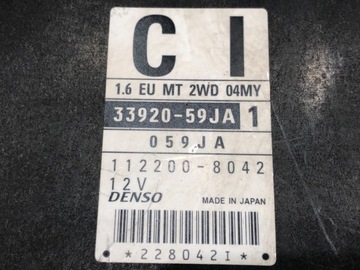 C I
1.6 EU MT 2WD 04MY
33920-59JA 1
059JA
112200-8042
12V
DENSO MADE IN JAPAN
*228042I*